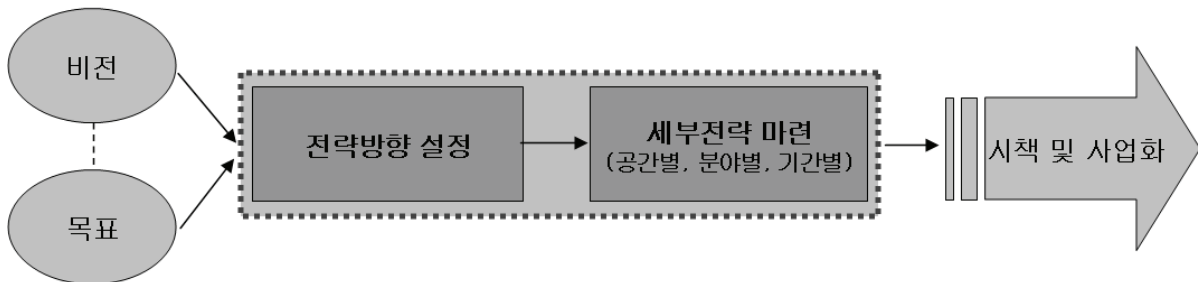 비전
목표
전략방향 설정
세부전략 마련
(공간별, 분야별, 기간별)
시책 및 사업화